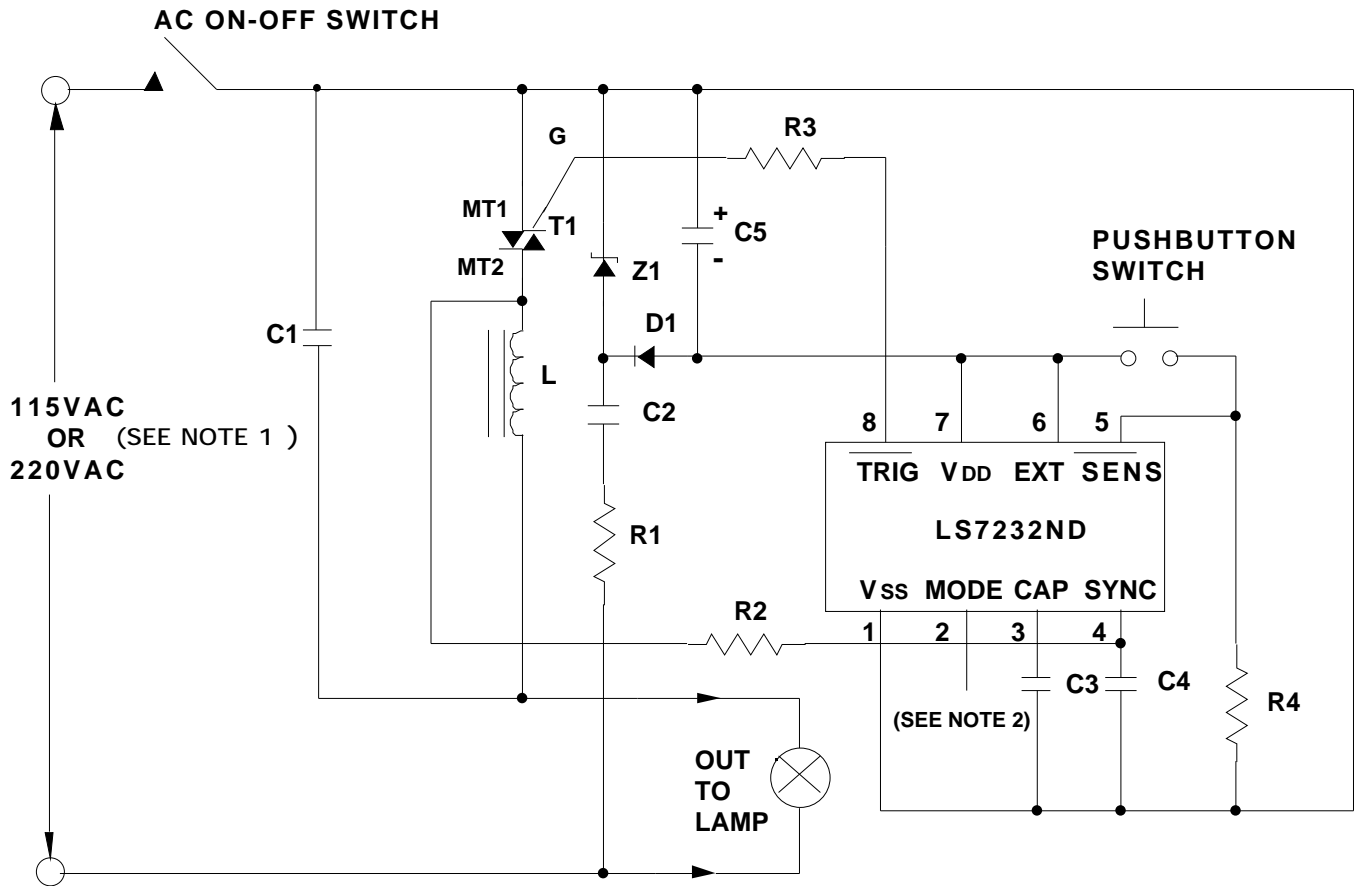 AC ON-OFF SWITCH
G
R3
MT1
T1
MT2
+
C5
-
Z1
PUSHBUTTON
SWITCH
C1
D1
L
C2
115VAC
OR (SEE NOTE 1 )
220VAC
8 7 6 5
TRIG VDD EXT SENS
LS7232ND
R1
VSS MODE CAP SYNC
R2
1 2 3 4
C3
C4
R4
(SEE NOTE 2)
OUT
TO
LAMP